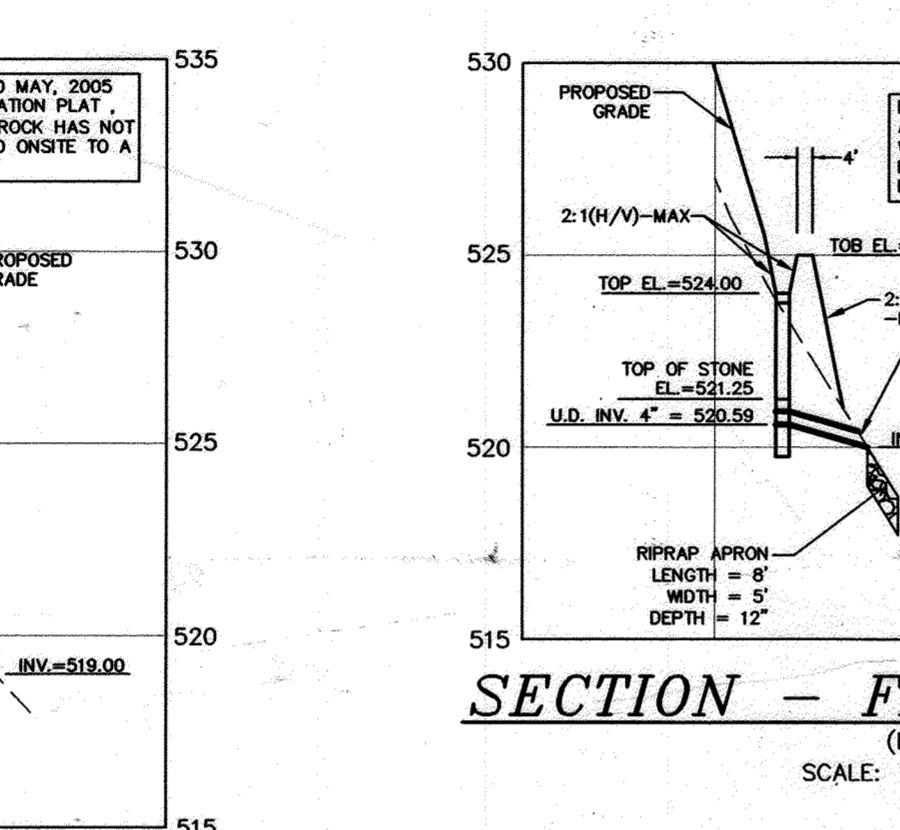 535
O MAY, 2005
ATION PLAT ,
ROCK HAS NOT
O ONSITE TO A
530
ROPOSED
RADE
525
520
INV.=519.00
515
530
PROPOSED
GRADE
4'
2:1(H/V)-MAX
525
TOB EL.=
TOP EL.=524.00
2:
TOP OF STONE
EL.=521.25
U.D. INV. 4" = 520.59
520
RIPRAP APRON
LENGTH = 8'
WIDTH = 5'
DEPTH = 12"
515
SECTION -
SCALE: